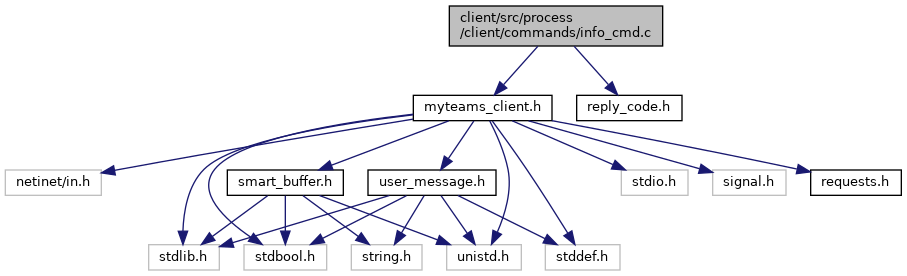 client/src/process
/client/commands/info_cmd.c
myteams_client.h
reply_code.h
netinet/in.h
smart_buffer.h
user_message.h
stdio.h
signal.h
requests.h
stdlib.h
stdbool.h
string.h
unistd.h
stddef.h